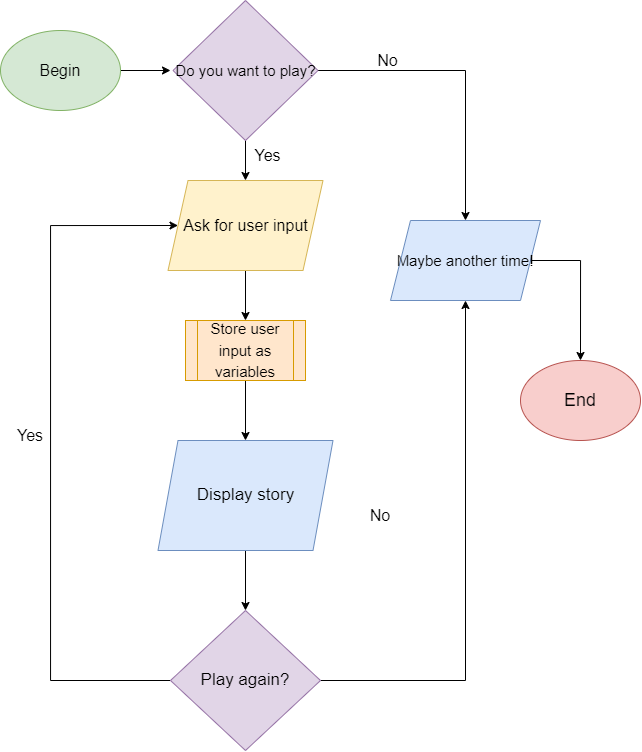 Begin
Do you want to play?
No
Yes
Ask for user input
Maybe another time!
Store user
input as
variables
End
Yes
Display story
No
Play again?